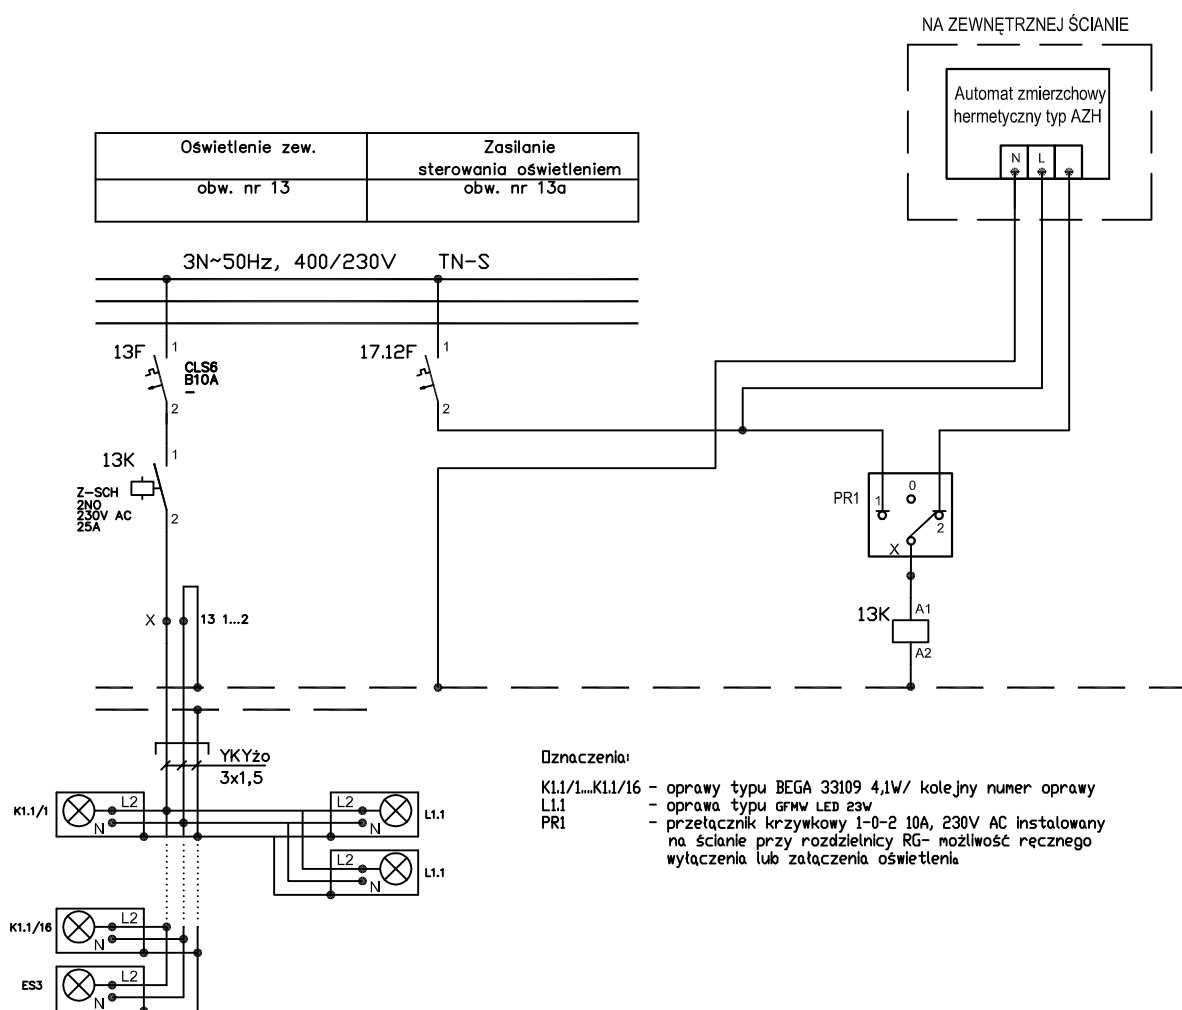 NA ZEWNĘTRZNEJ ŚCIANIE
Automat zmierzchowy
hermetyczny typ AZH
N L
Oświetlenie zew.
Zasilanie
sterowania oświetleniem
obw. nr 13
obw. nr 13a
3N~50Hz, 400/230V TN-S
13F
1
CLS6
B10A
2
17.12F
1
2
13K
1
Z-SCH
2NO
230V AC
25A
2
PR1
1
0
2
X
13K
A1
A2
X
13 1...2
YKYżo
3x1,5
Oznaczenia:
K1.1/1....K1.1/16 - oprawy typu BEGA 33109 4,1W/ kolejny numer oprawy
L1.1 - oprawa typu GFMW LED 23W
PR1 - przełącznik krzywkowy 1-0-2 10A, 230V AC instalowany
na ścianie przy rozdzielnicy RG- możliwość ręcznego
wyłączenia lub załączenia oświetlenia
K1.1/1
L2
N
L2
N
L1.1
L2
N
L1.1
K1.1/16
L2
N
ES3
L2
N